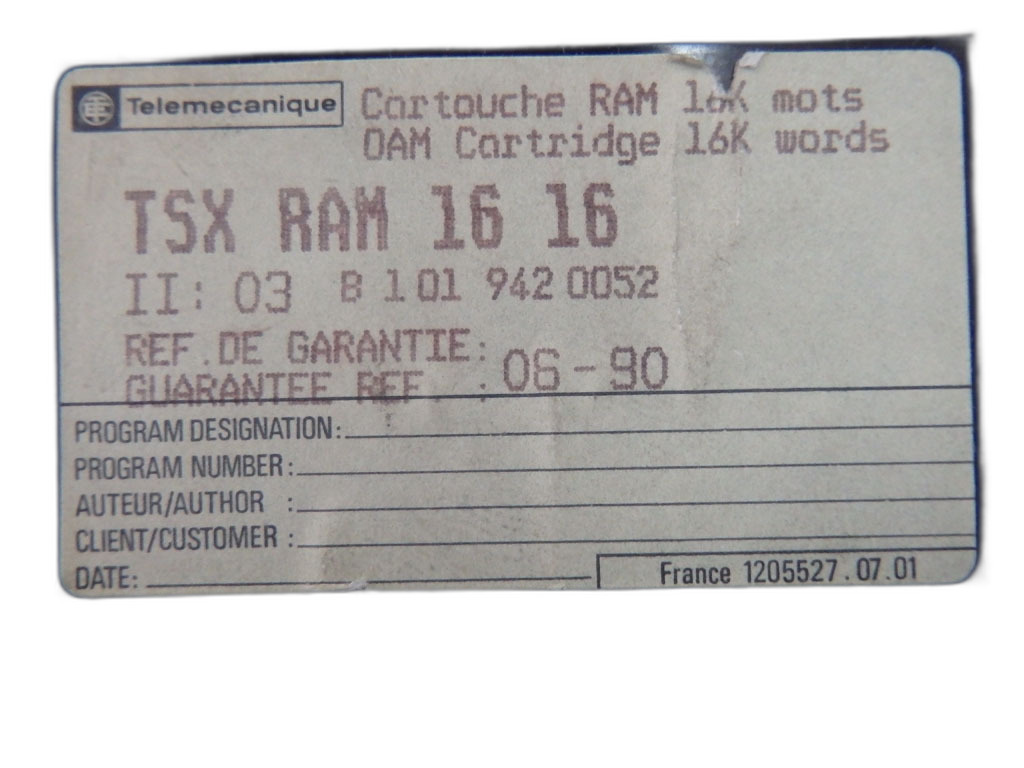 Telemecanique
Cartouche RAM 16K mots
OAM Cartridge 16K words
TSX RAM 16 16
II: 03 B 101 942 0052
REF.DE GARANTIE:
GUARANTEE REF : 06-90
PROGRAM DESIGNATION:
PROGRAM NUMBER:
AUTEUR/AUTHOR :
CLIENT/CUSTOMER :
DATE:
France 1205527.07.01